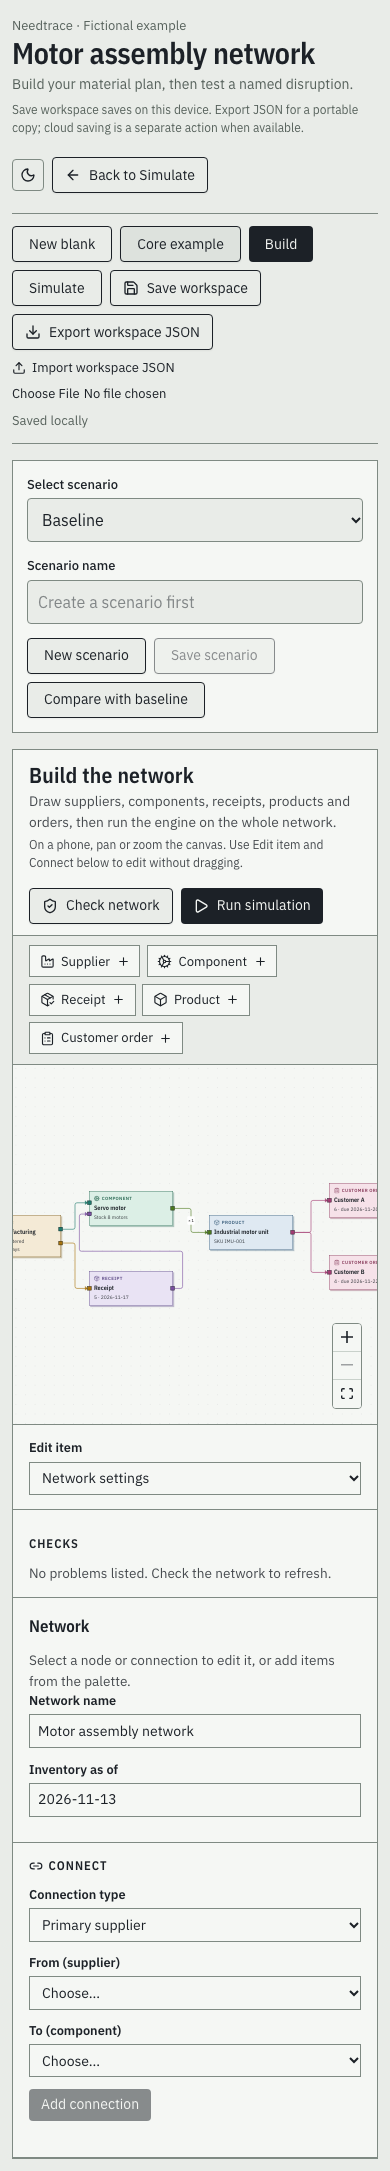 Needtrace · Fictional example
Motor assembly network
Build your material plan, then test a named disruption.
Save workspace saves on this device. Export JSON for a portable
copy; cloud saving is a separate action when available.
Back to Simulate
New blank
Core example
Build
Simulate
Save workspace
Export workspace JSON
Import workspace JSON
Choose File No file chosen
Saved locally
Select scenario
Baseline
Scenario name
Create a scenario first
New scenario
Save scenario
Compare with baseline
Build the network
Draw suppliers, components, receipts, products and
orders, then run the engine on the whole network.
On a phone, pan or zoom the canvas. Use Edit item and
Connect below to edit without dragging.
Check network
Run simulation
Supplier +
Component +
Receipt +
Product +
Customer order +
COMPONENT
Servo motor
Stock 8 motors
RECEIPT
Receipt
5 · 2026-11-17
PRODUCT
Industrial motor unit
SKU IMU-001
Customer A
Customer B
Edit item
Network settings
CHECKS
No problems listed. Check the network to refresh.
Network
Select a node or connection to edit it, or add items
from the palette.
Network name
Motor assembly network
Inventory as of
2026-11-13
CONNECT
Connection type
Primary supplier
From (supplier)
Choose...
To (component)
Choose...
Add connection